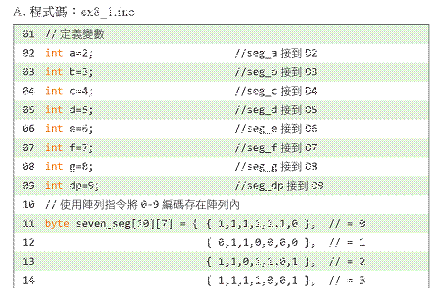 A. 程式碼：ex8_1.ino
01 // 定義變數
02 int a=2; //seg_a 接到 D2
03 int b=3; //seg_b 接到 D3
04 int c=4; //seg_c 接到 D4
05 int d=5; //seg_d 接到 D5
06 int e=6; //seg_e 接到 D6
07 int f=7; //seg_f 接到 D7
08 int g=8; //seg_g 接到 D8
09 int dp=9; //seg_dp 接到 D9
10 // 使用陣列指令將 0-9 編碼存在陣列內
11 byte seven_seg[10][7] = { { 1,1,1,1,1,1,0 }, // = 0
12 { 0,1,1,0,0,0,0 }, // = 1
13 { 1,1,0,1,1,0,1 }, // = 2
14 { 1,1,1,1,0,0,1 }, // = 3